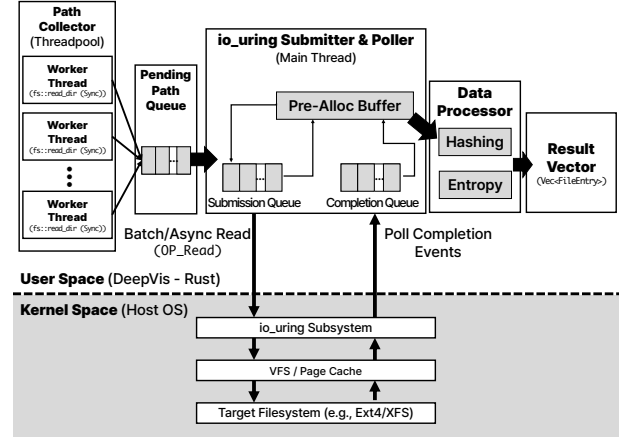 Path
Collector
(Threadpool)
Worker
Thread
(fs::read_dir (Sync))
Worker
Thread
(fs::read_dir (Sync))
Worker
Thread
(fs::read_dir (Sync))
Pending
Path
Queue
...
io_uring Submitter & Poller
(Main Thread)
Pre-Alloc Buffer
...
...
Submission Queue
Completion Queue
Data
Processor
Hashing
Entropy
Result
Vector
(Vec<FileEntry>)
Batch/Async Read
(OP_Read)
Poll Completion
Events
User Space (DeepVis - Rust)
Kernel Space (Host OS)
io_uring Subsystem
VFS / Page Cache
Target Filesystem (e.g., Ext4/XFS)